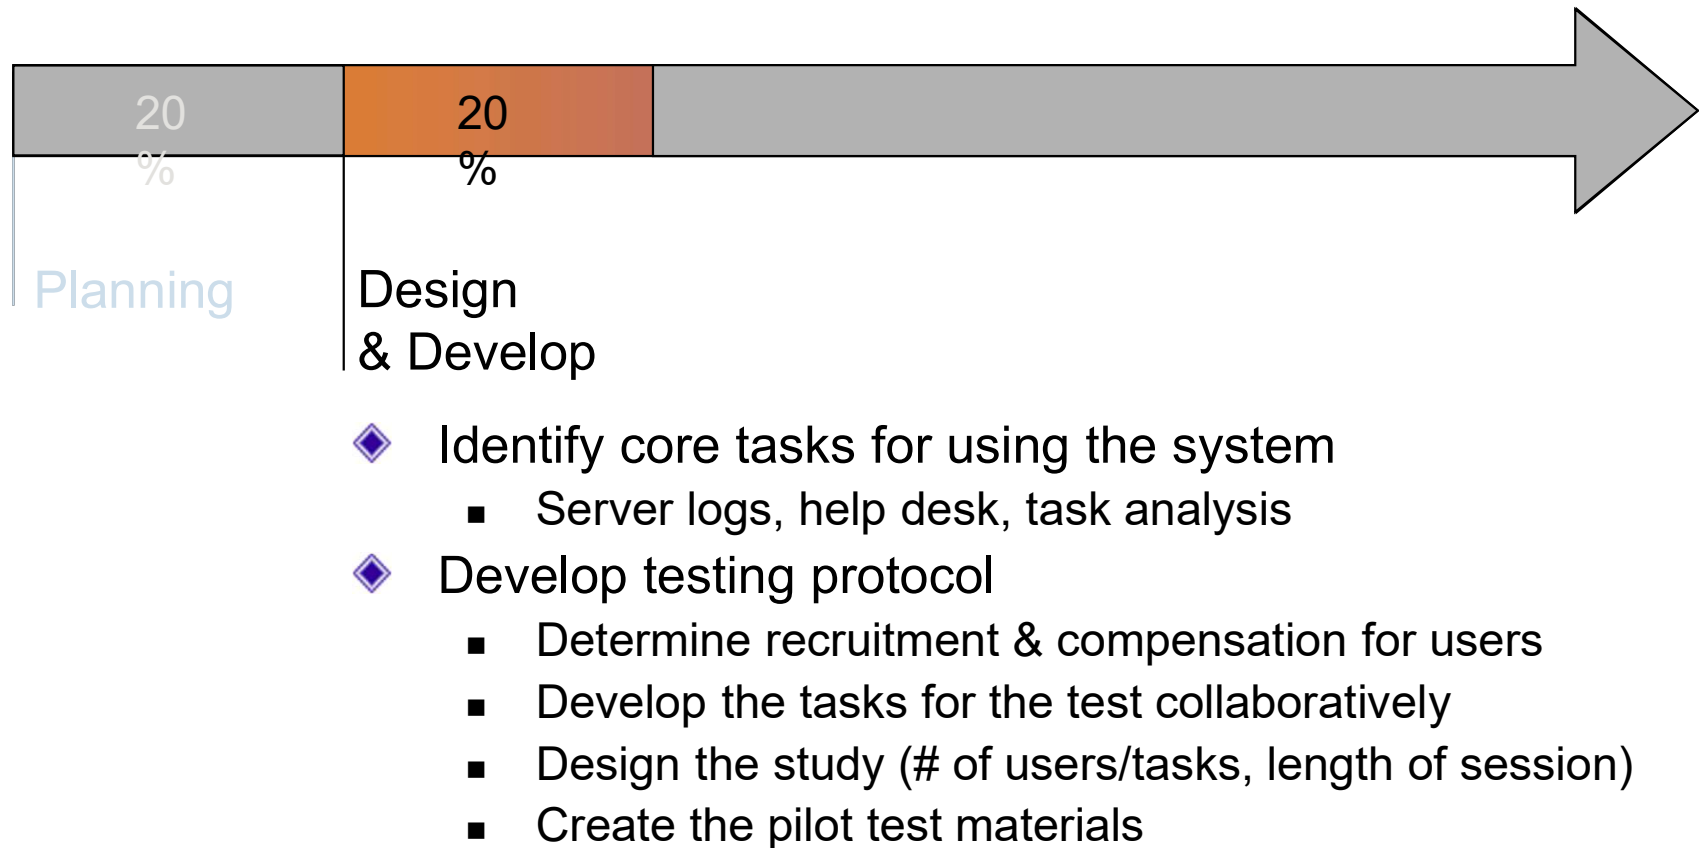 20
%
20
%
Planning
Design
& Develop
Identify core tasks for using the system
Server logs, help desk, task analysis
Develop testing protocol
Determine recruitment & compensation for users
Develop the tasks for the test collaboratively
Design the study (# of users/tasks, length of session)
Create the pilot test materials